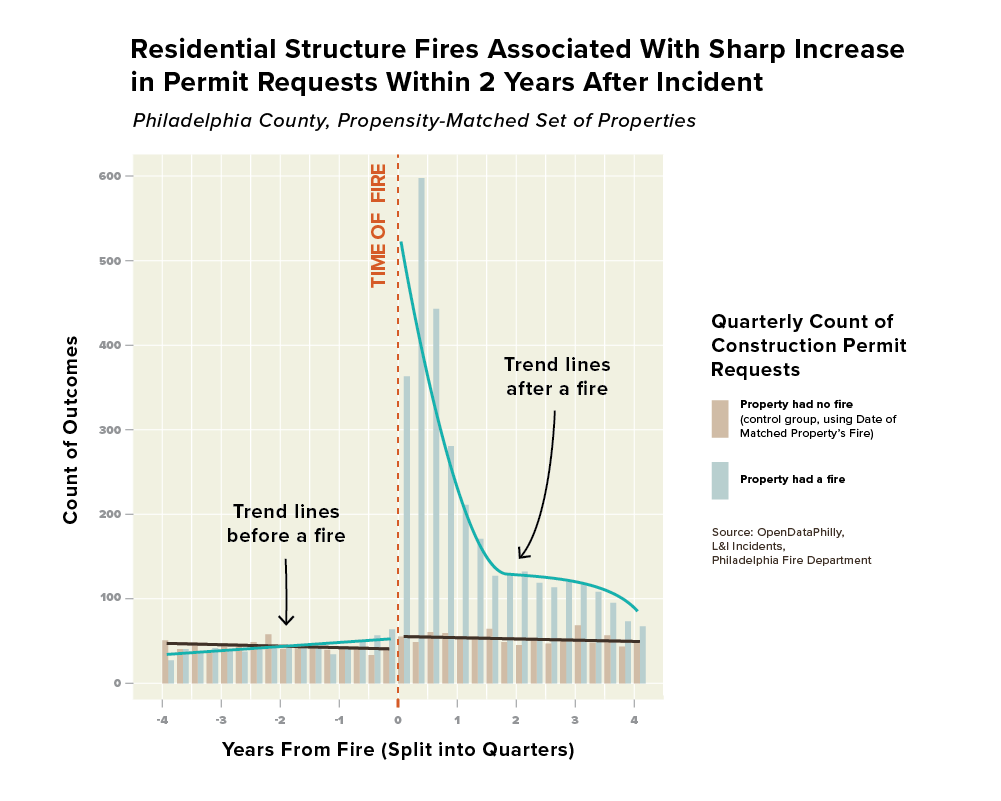 Residential Structure Fires Associated With Sharp Increase
in Permit Requests Within 2 Years After Incident
Philadelphia County, Propensity-Matched Set of Properties
TIME OF FIRE
600
500
400
300
200
100
0
Count of Outcomes
Trend lines
after a fire
Trend lines
before a fire
-4
-3
-2
-1
0
1
2
3
4
Years From Fire (Split into Quarters)
Quarterly Count of
Construction Permit
Requests
Property had no fire
(control group, using Date of
Matched Property's Fire)
Property had a fire
Source: OpenDataPhilly,
L&I Incidents,
Philadelphia Fire Department